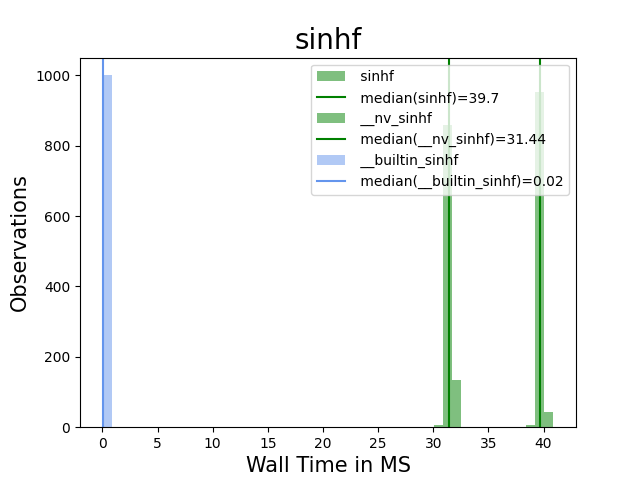 sinhf
1000
800
600
400
200
0
Observations
sinhf
median(sinhf)=39.7
__nv_sinhf
median(__nv_sinhf)=31.44
__builtin_sinhf
median(__builtin_sinhf)=0.02
0 5 10 15 20 25 30 35 40
Wall Time in MS